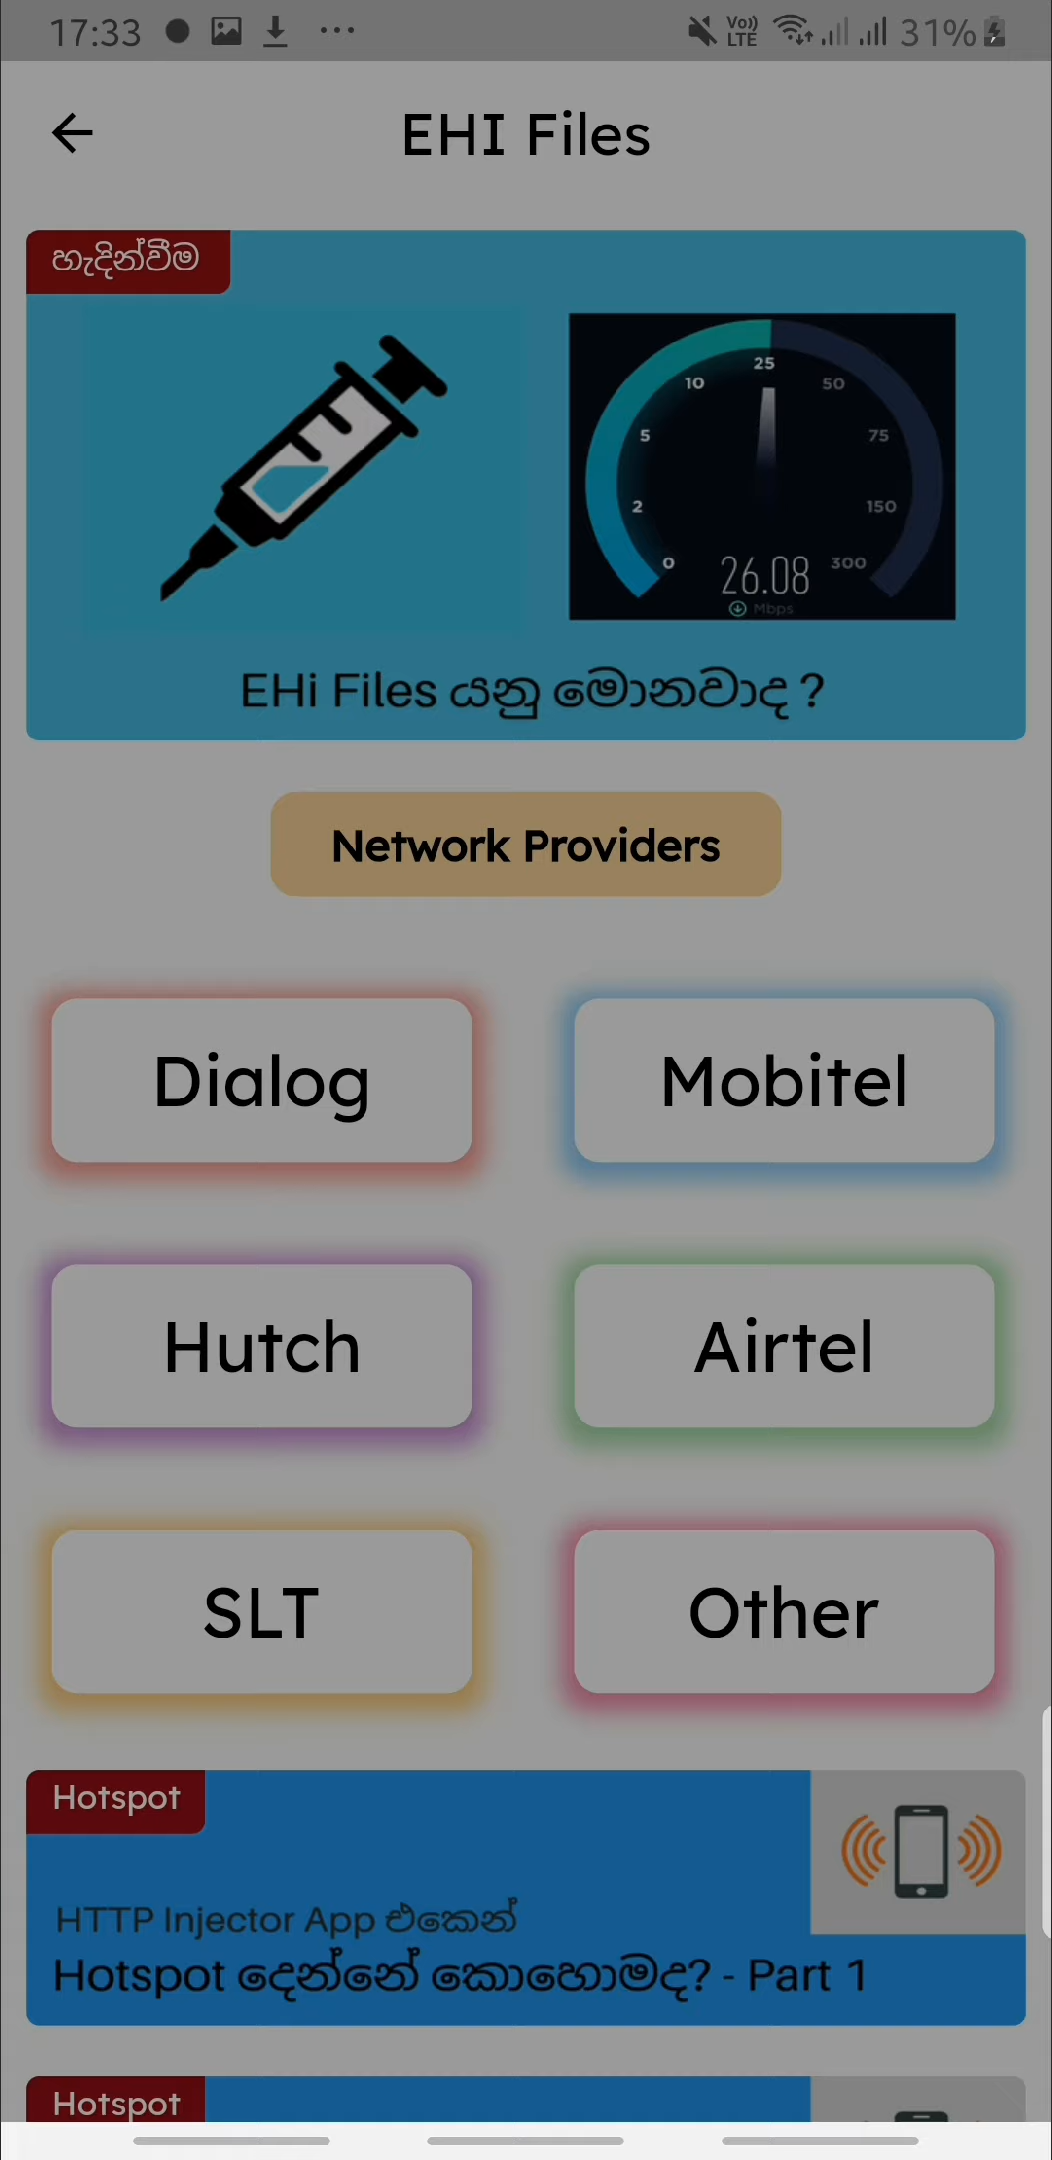 17:33
Vo)) LTE
31%
EHI Files
හැදින්වීම
0
2
5
10
25
50
75
150
300
26.08
Mbps
EHi Files යනු මොනවාද ?
Network Providers
Dialog
Mobitel
Hutch
Airtel
SLT
Other
Hotspot
HTTP Injector App එකෙන්
Hotspot දෙන්නේ කොහොමද? - Part 1
Hotspot